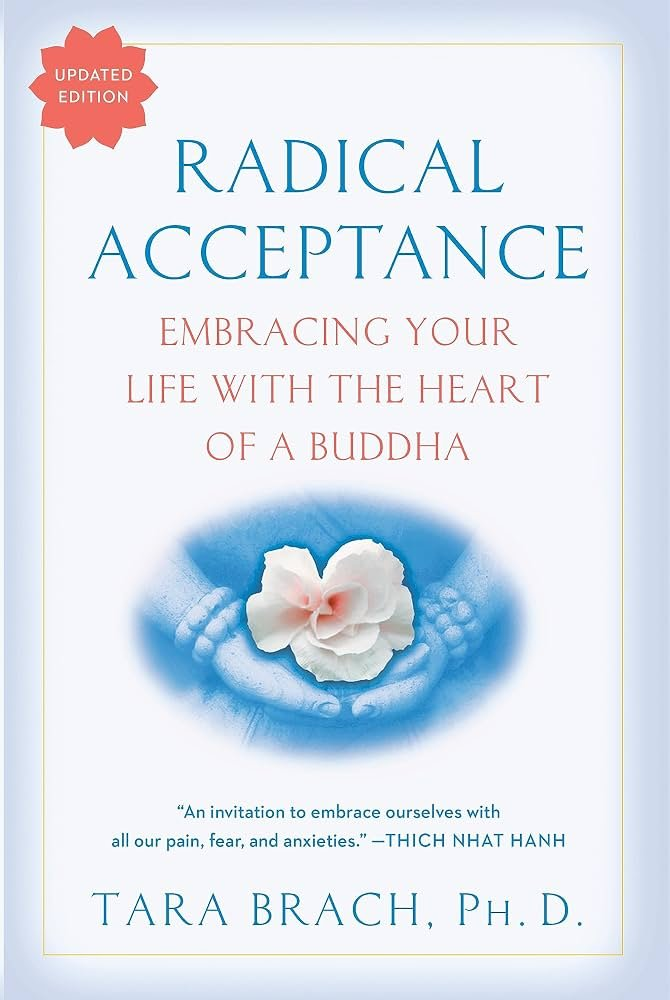 UPDATED
EDITION
RADICAL
ACCEPTANCE
EMBRACING YOUR
LIFE WITH THE HEART
OF A BUDDHA
“An invitation to embrace ourselves with
all our pain, fear, and anxieties.” —THICH NHAT HANH
TARA BRACH, PH. D.